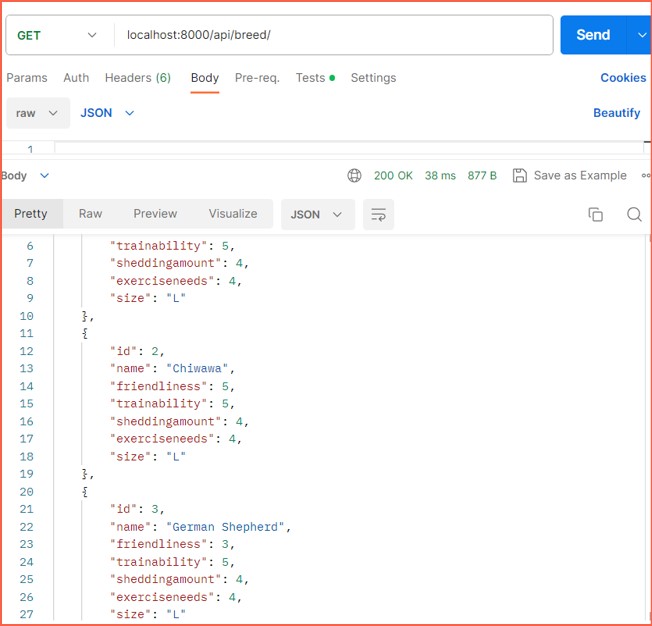 GET localhost:8000/api/breed/ Send
Params Auth Headers (6) Body Pre-req. Tests Settings Cookies
raw JSON Beautify
1
Body 200 OK 38 ms 877 B Save as Example
Pretty Raw Preview Visualize JSON
6 "trainability": 5,
7 "sheddingamount": 4,
8 "exerciseneeds": 4,
9 "size": "L"
10 },
11 {
12 "id": 2,
13 "name": "Chiwawa",
14 "friendliness": 5,
15 "trainability": 5,
16 "sheddingamount": 4,
17 "exerciseneeds": 4,
18 "size": "L"
19 },
20 {
21 "id": 3,
22 "name": "German Shepherd",
23 "friendliness": 3,
24 "trainability": 5,
25 "sheddingamount": 4,
26 "exerciseneeds": 4,
27 "size": "L"